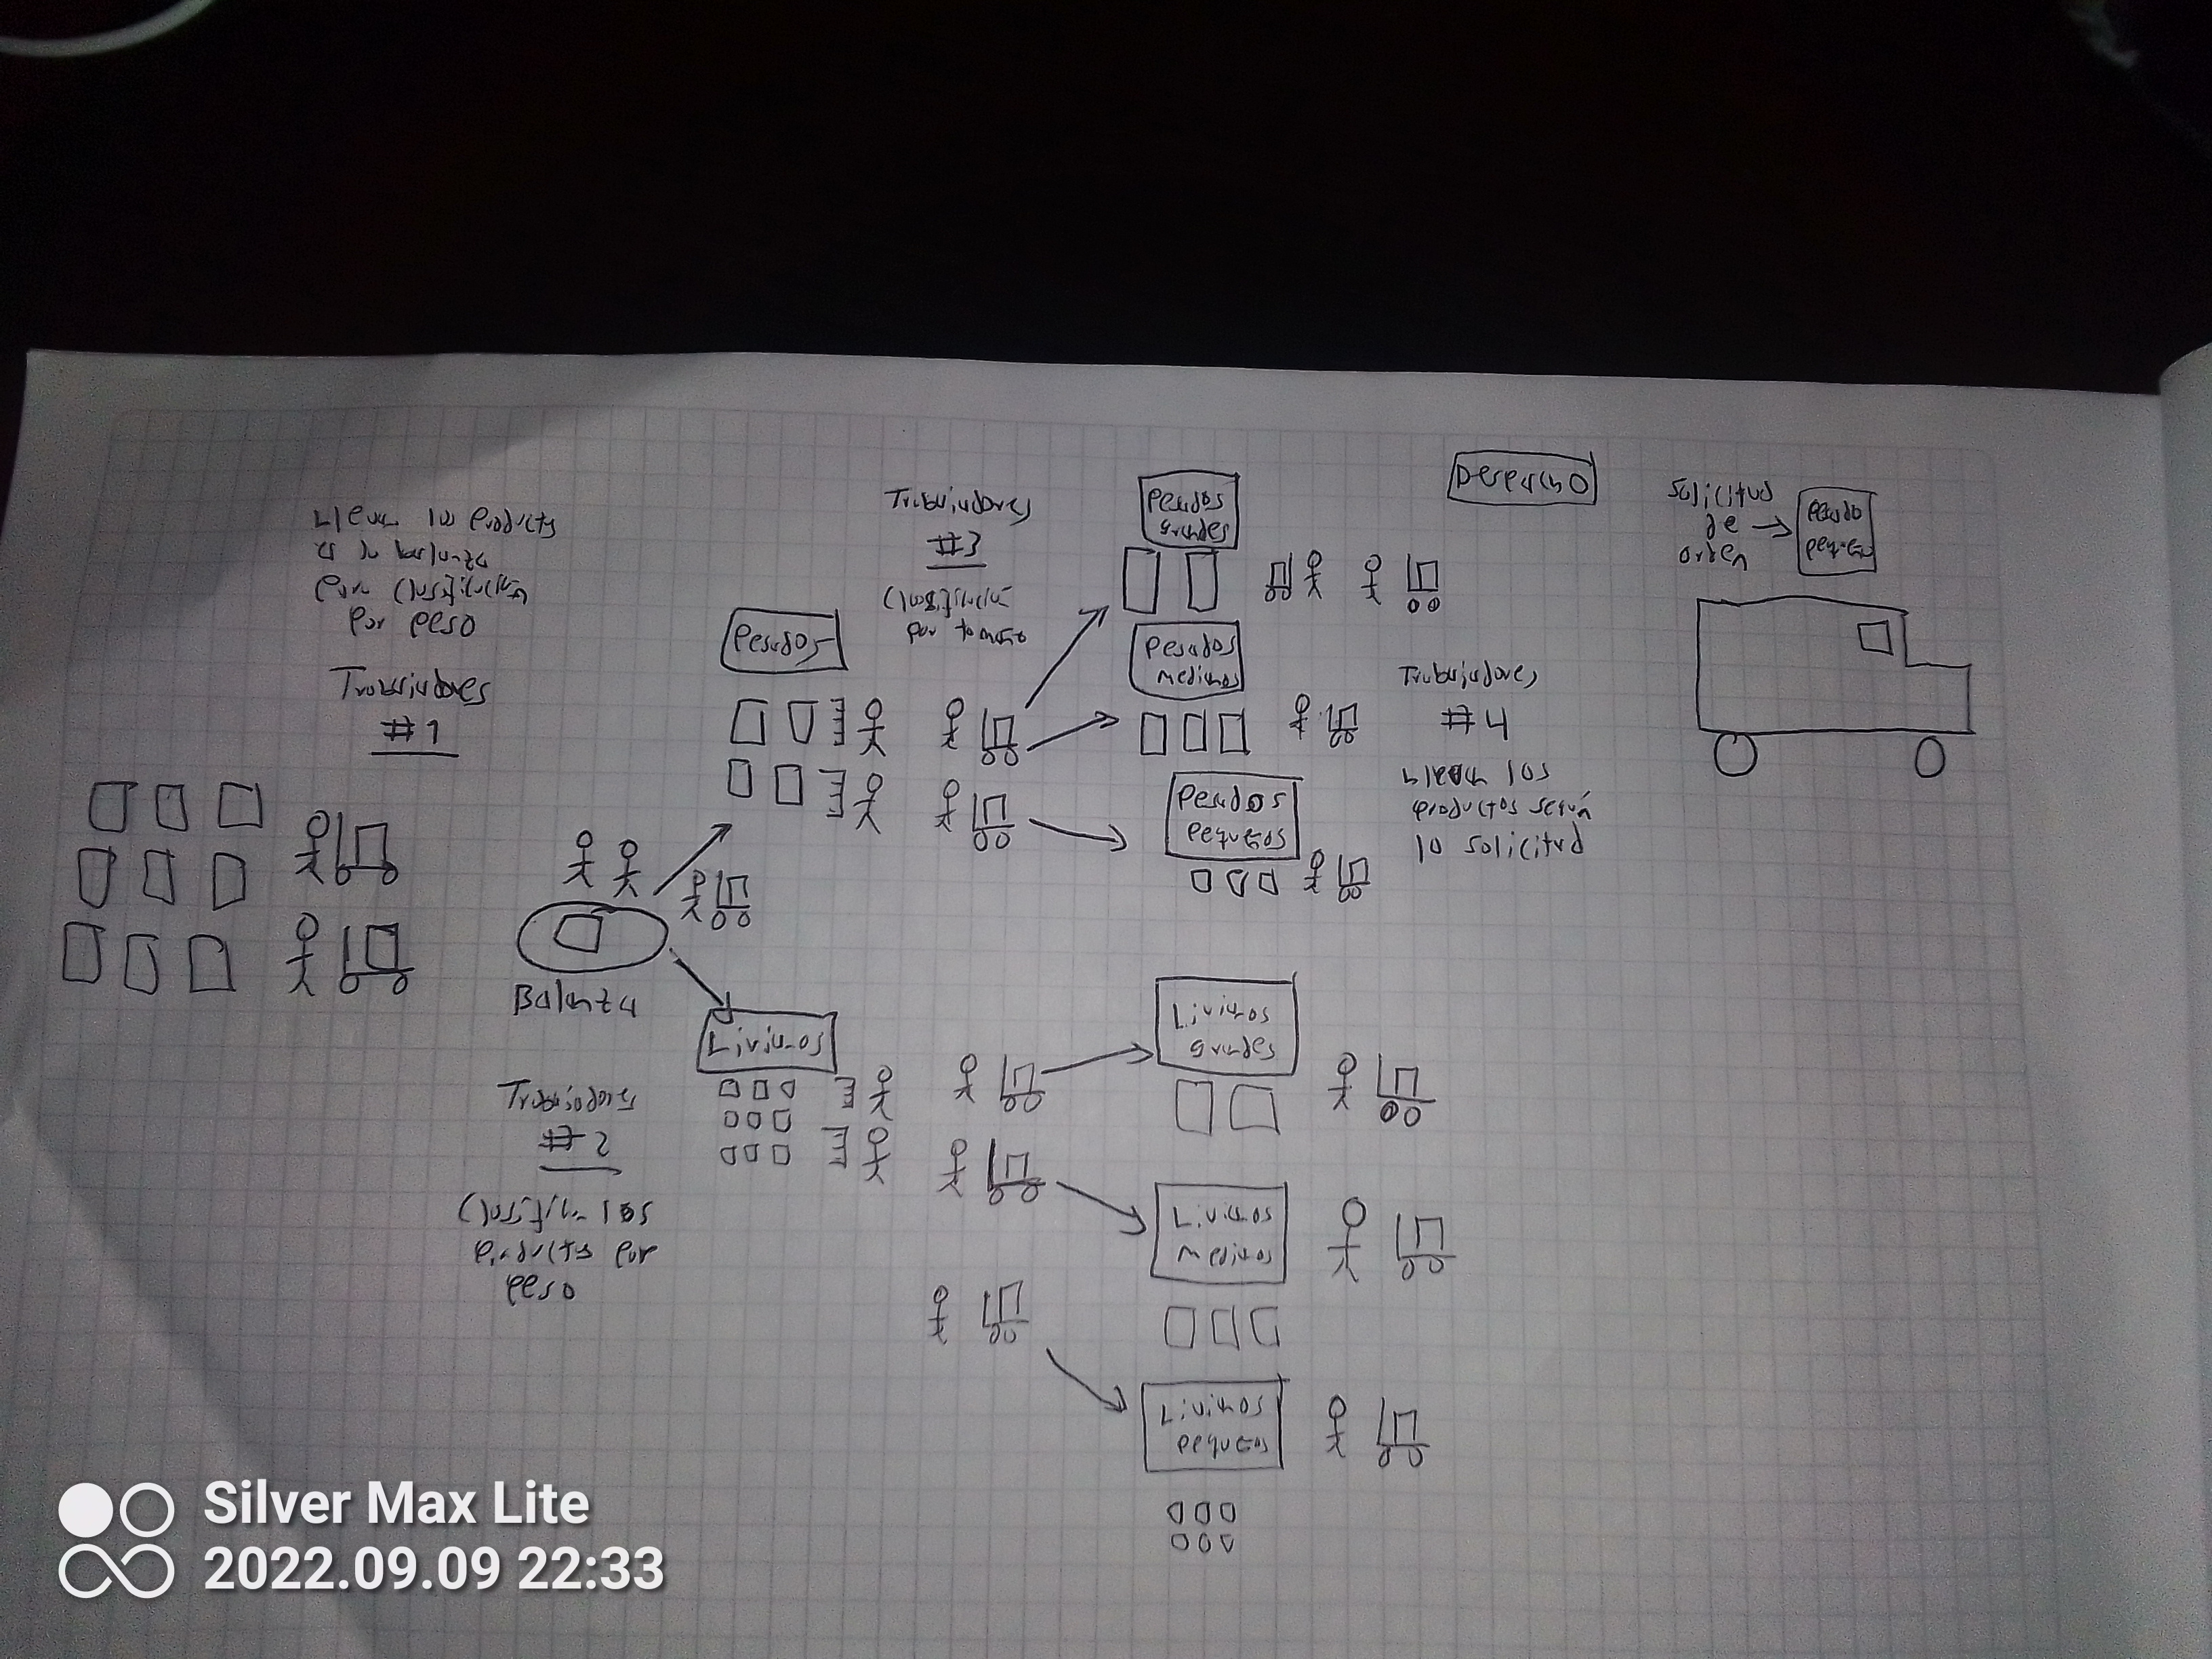 Llevan los products
a la balanza
para clasificación
por peso
Trabajadores
#1
Balanza
Trabajadores
#2
Clasifican los
products por
peso
Pesados
Livianos
Trabajadores
#3
Clasificación
por tamaño
Pesados
grandes
Pesados
medianos
Pesados
pequeños
Livianos
grandes
Livianos
medianos
Livianos
pequeños
Despacho
Trabajadores
#4
Llevan los
productos según
la solicitud
Solicitud
de
orden
Pesado
pequeño
Silver Max Lite
2022.09.09 22:33